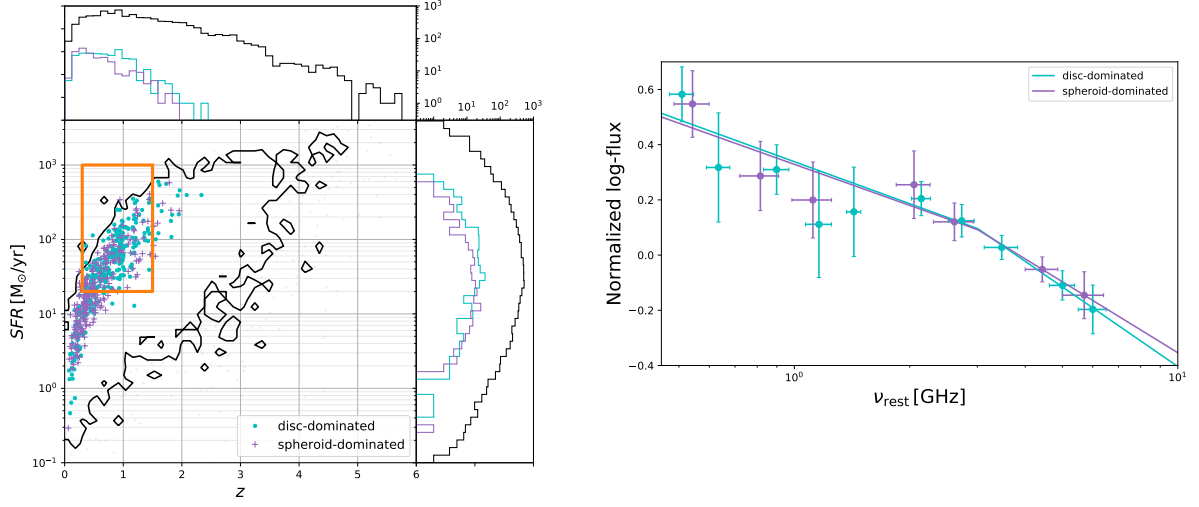 10³
10²
10¹
10⁰
10¹ 10² 10³
SFR [M⊙/yr]
10³
10²
10¹
10⁰
10⁻¹
disc-dominated
spheroid-dominated
0 1 2 3 4 5 6
z
Normalized log-flux
0.6
0.4
0.2
0.0
−0.2
−0.4
disc-dominated
spheroid-dominated
10⁰ 10¹
νrest [GHz]